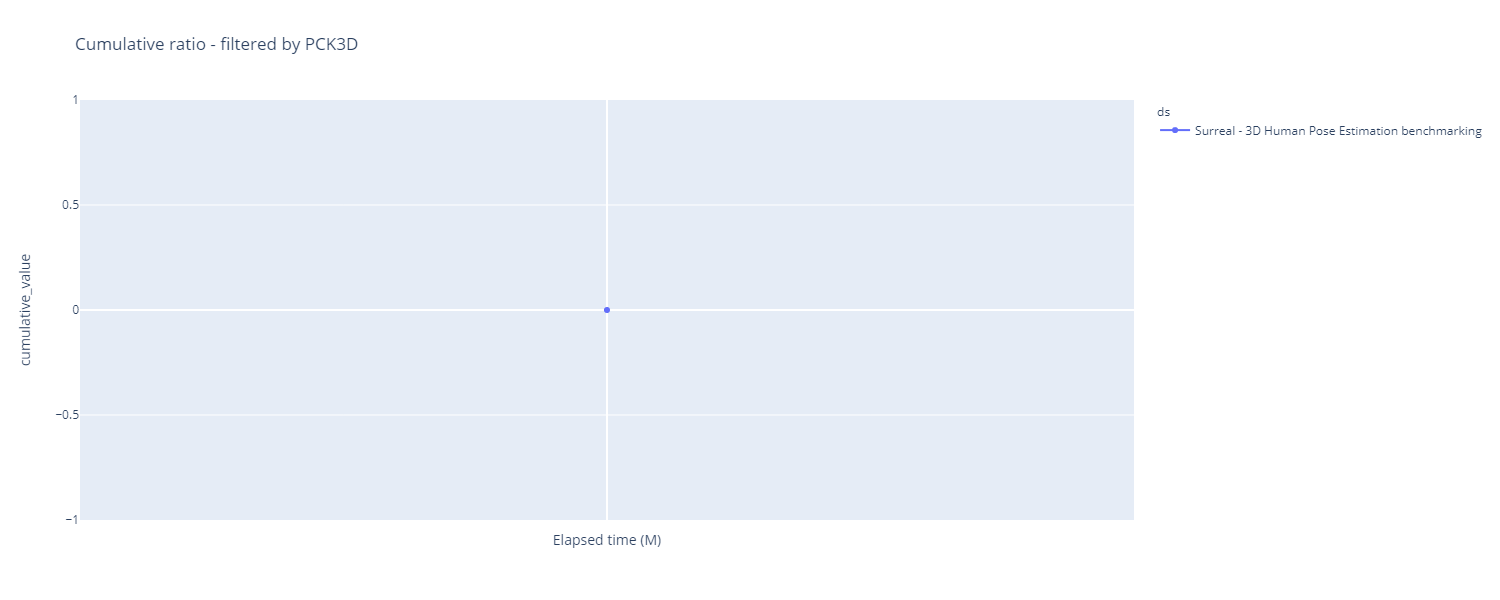 Cumulative ratio - filtered by PCK3D
1
0.5
0
−0.5
−1
cumulative_value
Elapsed time (M)
ds
Surreal - 3D Human Pose Estimation benchmarking